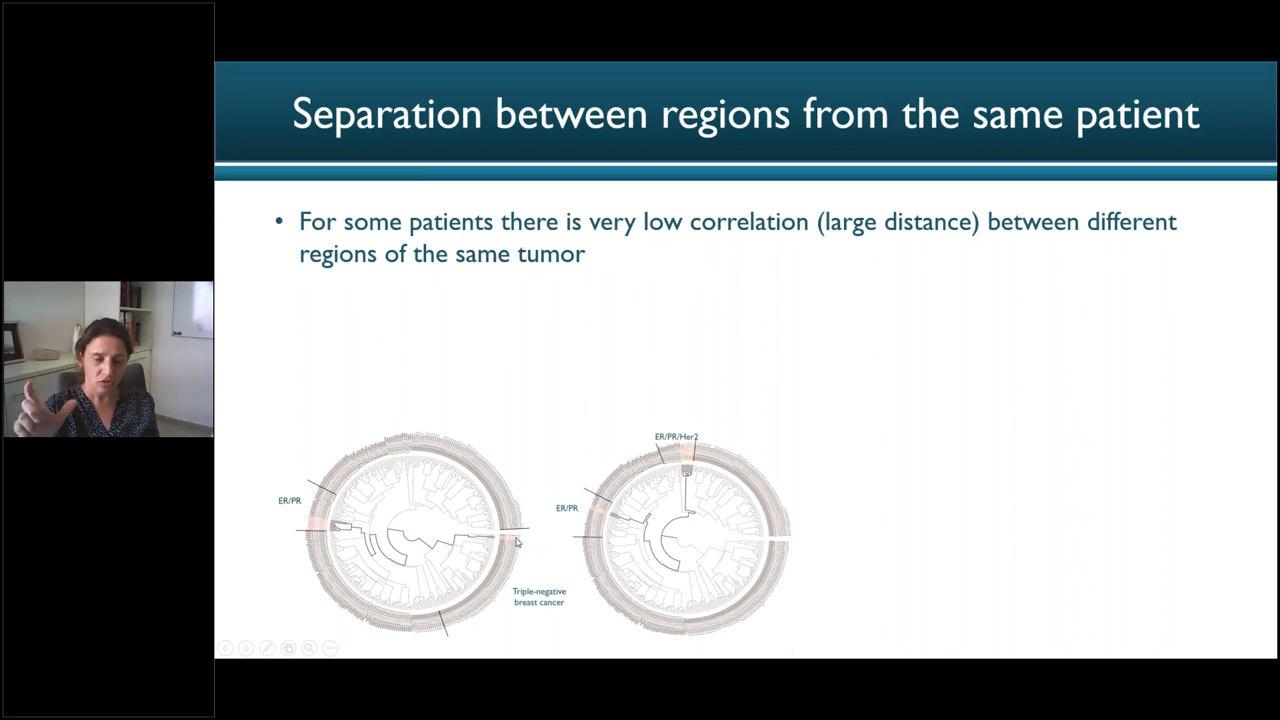 Separation between regions from the same patient
• For some patients there is very low correlation (large distance) between different
regions of the same tumor
ER/PR
Triple-negative
breast cancer
ER/PR/Her2
ER/PR